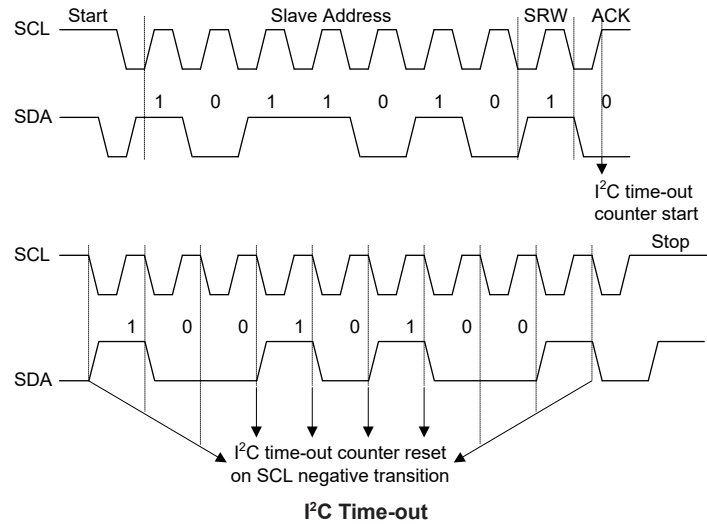 Start Slave Address SRW ACK
SCL
1 0 1 1 0 1 0 1 0
SDA
I²C time-out
counter start
Stop
SCL
1 0 0 1 0 1 0 0
SDA
I²C time-out counter reset
on SCL negative transition
I²C Time-out